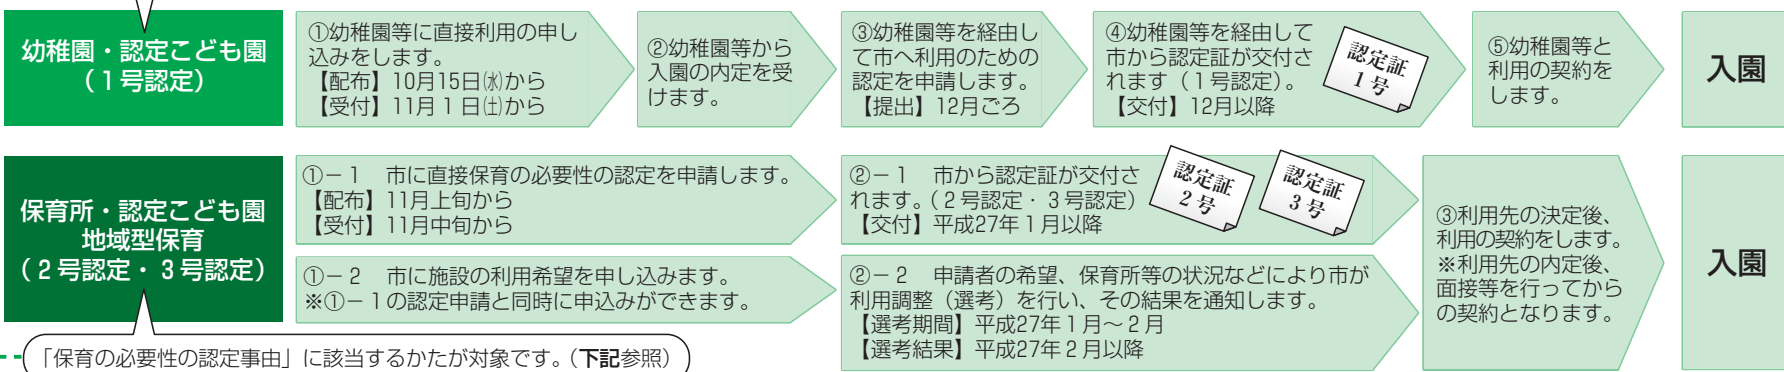 幼稚園・認定こども園
（１号認定）
①幼稚園等に直接利用の申し
込みをします。
【配布】10月15日㈬から
【受付】11月１日㈯から
②幼稚園等から
入園の内定を受
けます。
③幼稚園等を経由し
て市へ利用のための
認定を申請します。
【提出】12月ごろ
④幼稚園等を経由して
市から認定証が交付さ
れます（１号認定）。
【交付】12月以降
認定証
１号
⑤幼稚園等と
利用の契約を
します。
入園
保育所・認定こども園
地域型保育
（２号認定・３号認定）
①－１　市に直接保育の必要性の認定を申請します。
【配布】11月上旬から
【受付】11月中旬から
①－２　市に施設の利用希望を申し込みます。
※①－１の認定申請と同時に申込みができます。
②－１　市から認定証が交付さ
れます。（２号認定・３号認定）
【交付】平成27年１月以降
認定証
２号
認定証
３号
②－２　申請者の希望、保育所等の状況などにより市が
利用調整（選考）を行い、その結果を通知します。
【選考期間】平成27年１月～２月
【選考結果】平成27年２月以降
③利用先の決定後、
利用の契約をします。
※利用先の内定後、
面接等を行ってから
の契約となります。
入園
「保育の必要性の認定事由」に該当するかたが対象です。（下記参照）